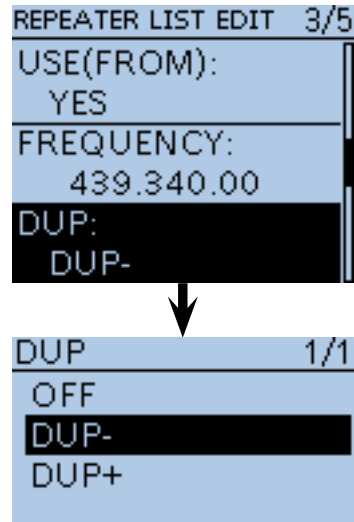 REPEATER LIST EDIT 3/5
USE(FROM):
YES
FREQUENCY:
439.340.00
DUP:
DUP-
DUP 1/1
OFF
DUP-
DUP+